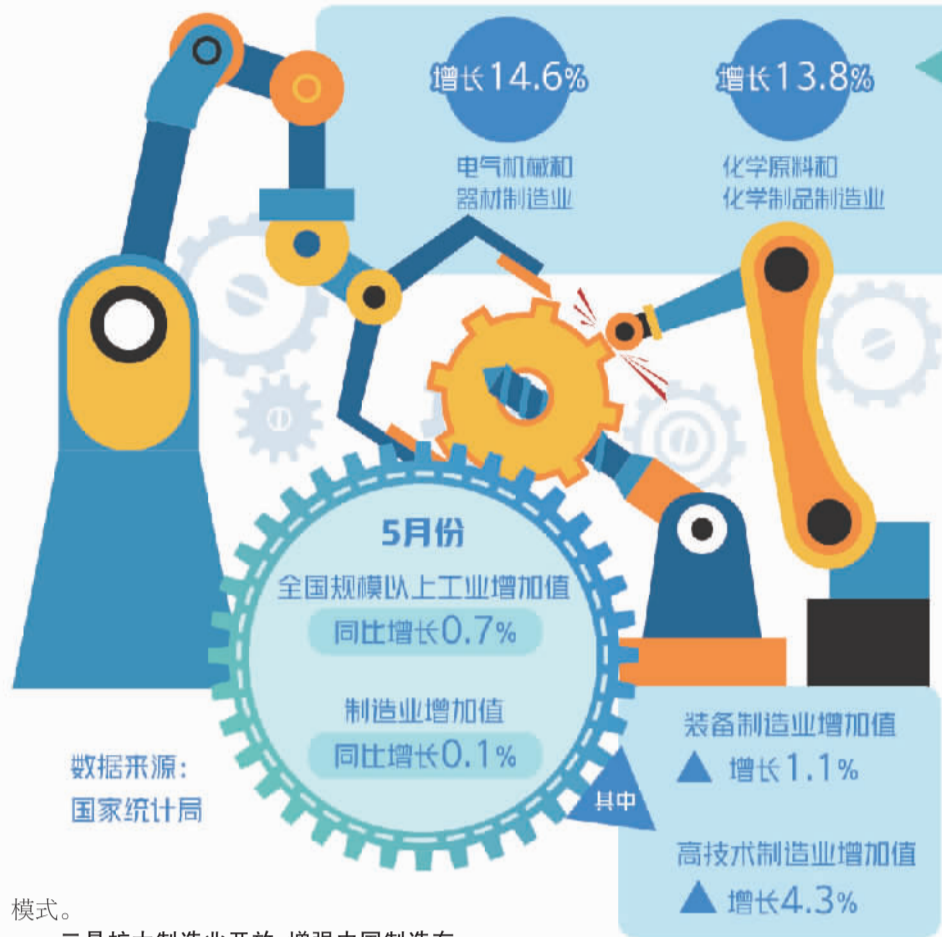 增长14.6%
增长13.8%
电气机械和
器材制造业
化学原料和
化学制品制造业
5月份
全国规模以上工业增加值
同比增长0.7%
制造业增加值
同比增长0.1%
其中
装备制造业增加值
增长1.1%
高技术制造业增加值
增长4.3%
数据来源:
国家统计局
模式。